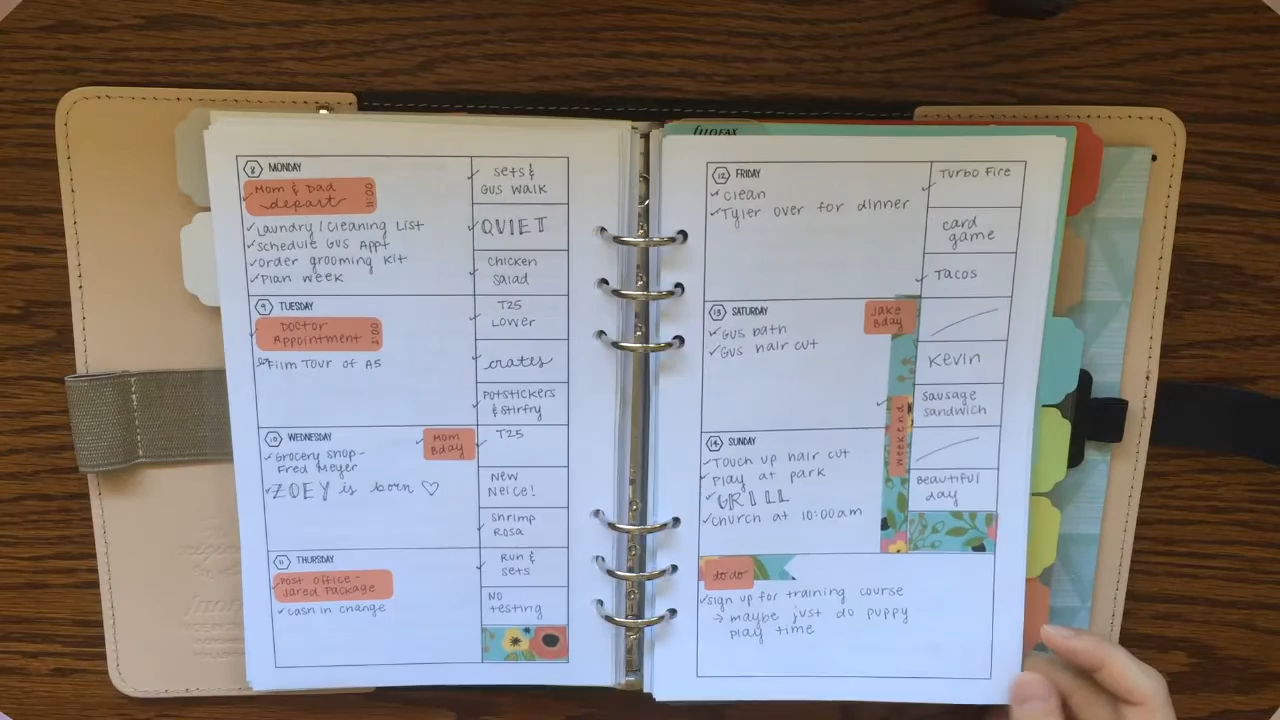 8 MONDAY
Mom & Dad
depart
11:00
Laundry / cleaning List
schedule Gus Appt
order grooming kit
Plan week
sets &
Gus walk
QUIET
chicken
salad
9 TUESDAY
Doctor
Appointment
2:00
Film Tour of A5
T25
Lower
crates
potstickers
& stirfry
10 WEDNESDAY
Mom
Bday
Grocery shop-
Fred Meyer
ZOEY is born ♡
T25
New
Neice!
shrimp
Rosa
11 THURSDAY
Post office -
Jared Package
cash in change
Run &
sets
No
testing
filofax
12 FRIDAY
clean
Tyler over for dinner
Turbo Fire
card
game
Tacos
13 SATURDAY
Jake
Bday
Gus bath
Gus hair cut
Kevin
sausage
sandwich
weekend
14 SUNDAY
Touch up hair cut
Play at park
GRILL
church at 10:00am
Beautiful
day
to do
sign up for training course
→ maybe just do puppy
play time